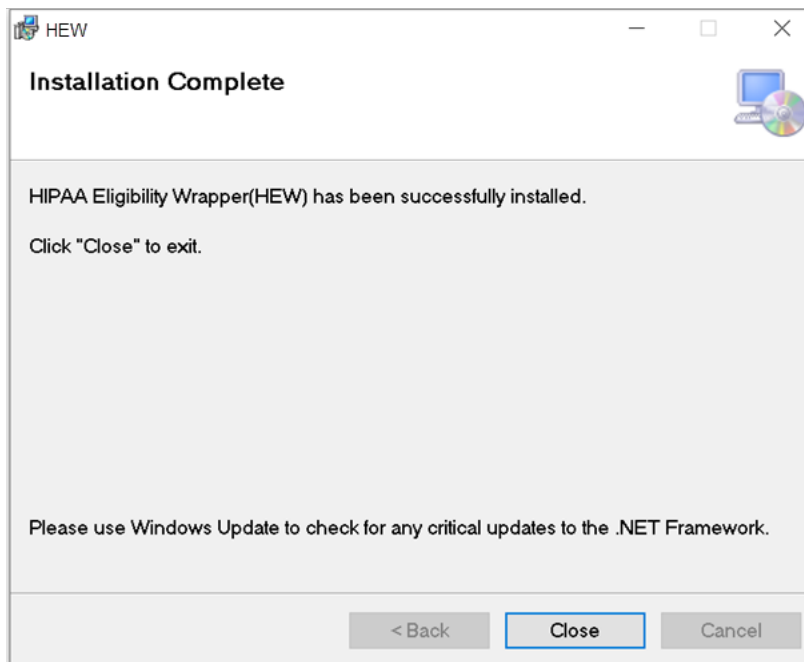 HEW
Installation Complete
HIPAA Eligibility Wrapper(HEW) has been successfully installed.
Click "Close" to exit.
Please use Windows Update to check for any critical updates to the .NET Framework.
< Back
Close
Cancel